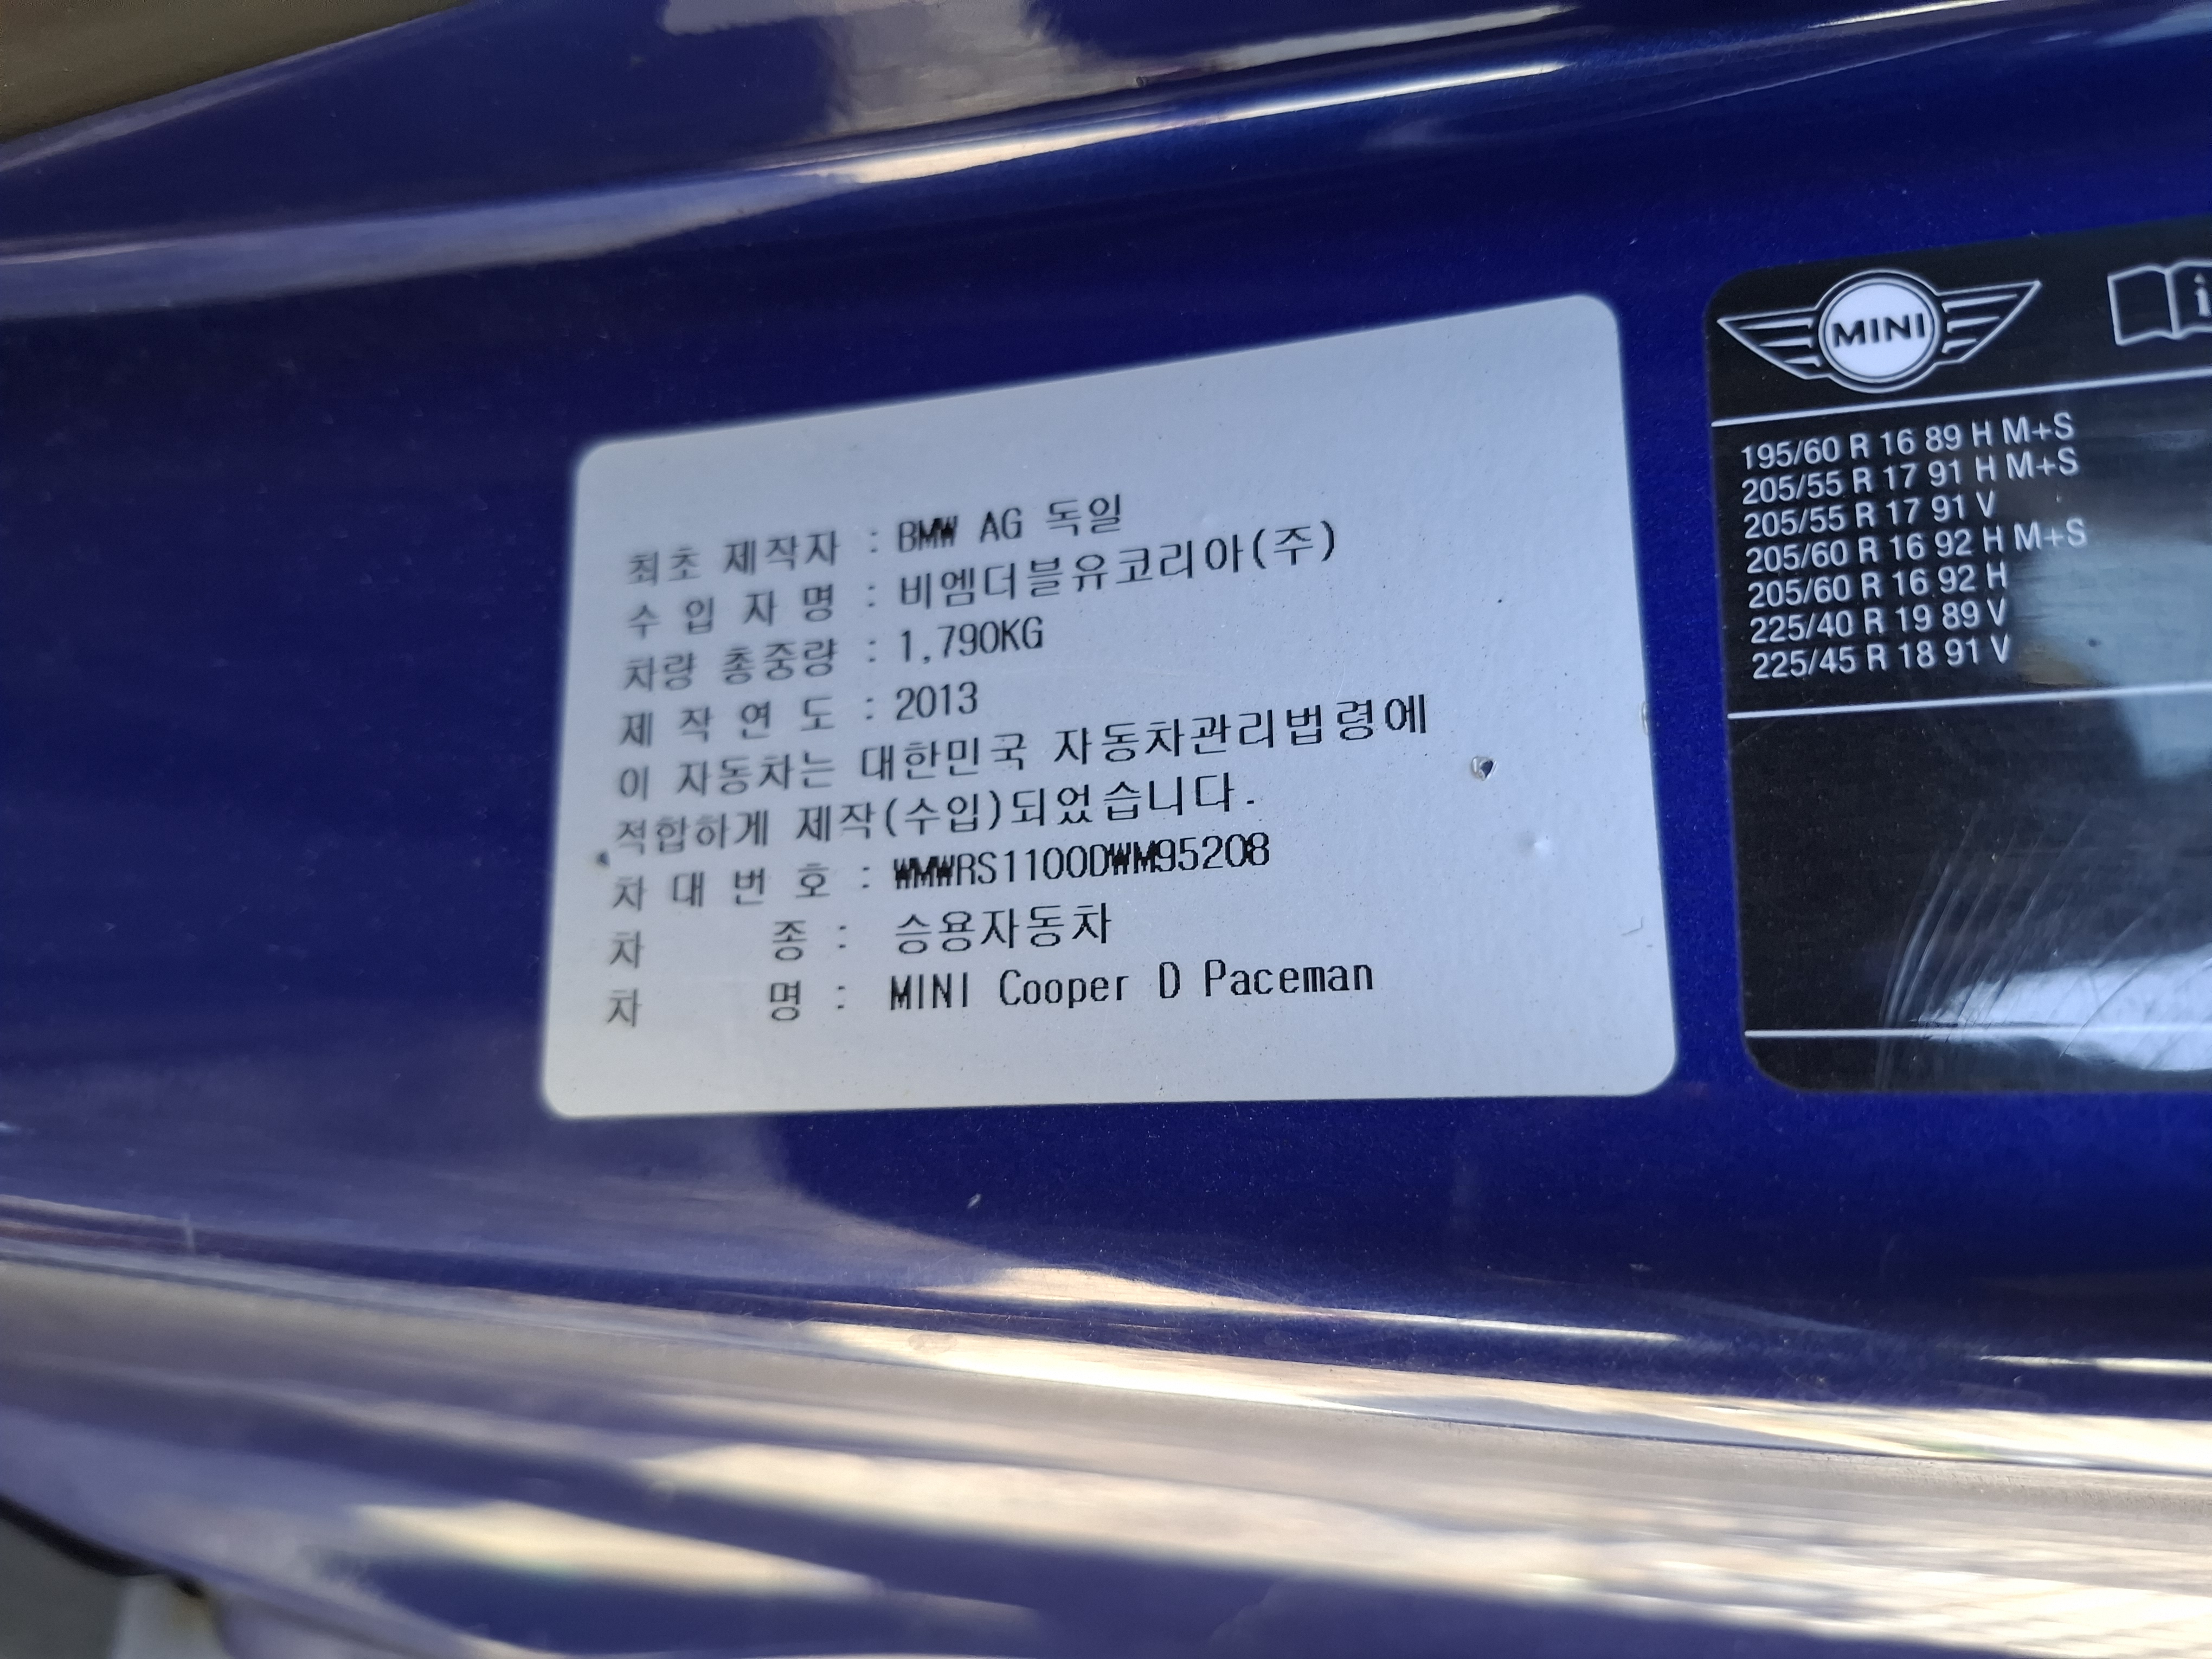 최초 제작자 : BMW AG 독일
수 입 자 명 : 비엠더블유코리아(주)
차량 총중량 : 1,790KG
제 작 연 도 : 2013
이 자동차는 대한민국 자동차관리법령에
적합하게 제작(수입)되었습니다.
차 대 번 호 : WMWRS1100DWM95208
차 종 : 승용자동차
차 명 : MINI Cooper D Paceman
MINI
i
195/60 R 16 89 H M+S
205/55 R 17 91 H M+S
205/55 R 17 91 V
205/60 R 16 92 H M+S
205/60 R 16 92 H
225/40 R 19 89 V
225/45 R 18 91 V